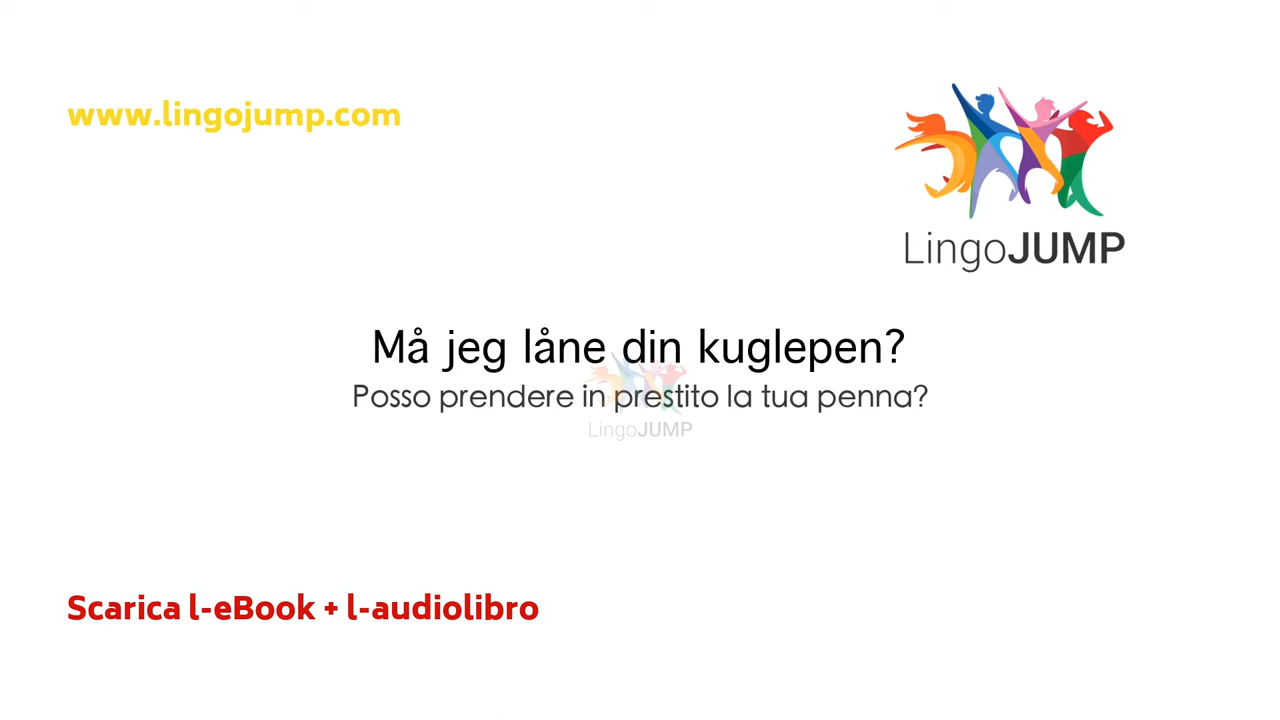 www.lingojump.com
LingoJUMP
Må jeg låne din kuglepen?
Posso prendere in prestito la tua penna?
LingoJUMP
Scarica l-eBook + l-audiolibro